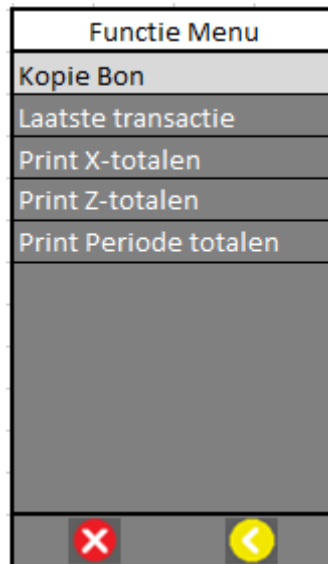 Functie Menu
Kopie Bon
Laatste transactie
Print X-totalen
Print Z-totalen
Print Periode totalen